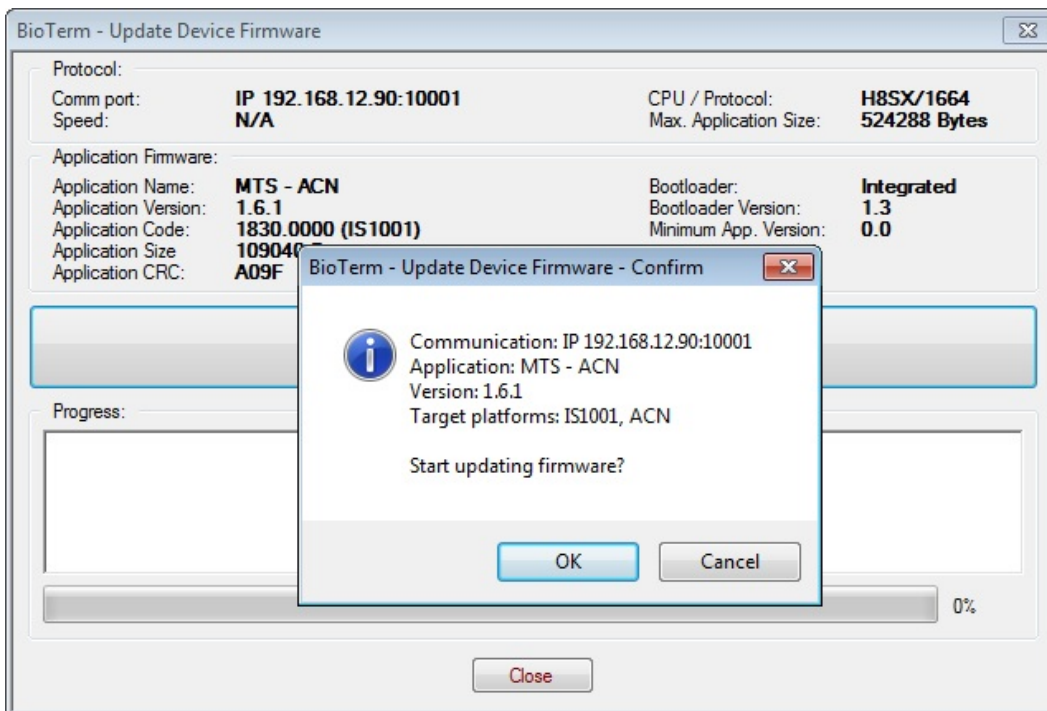 BioTerm - Update Device Firmware
Protocol:
Comm port: IP 192.168.12.90:10001 CPU / Protocol: H8SX/1664
Speed: N/A Max. Application Size: 524288 Bytes
Application Firmware:
Application Name: MTS - ACN Bootloader: Integrated
Application Version: 1.6.1 Bootloader Version: 1.3
Application Code: 1830.0000 (IS1001) Minimum App. Version: 0.0
Application Size 109040
Application CRC: A09F
BioTerm - Update Device Firmware - Confirm
Communication: IP 192.168.12.90:10001
Application: MTS - ACN
Version: 1.6.1
Target platforms: IS1001, ACN
Start updating firmware?
OK Cancel
Progress:
0%
Close